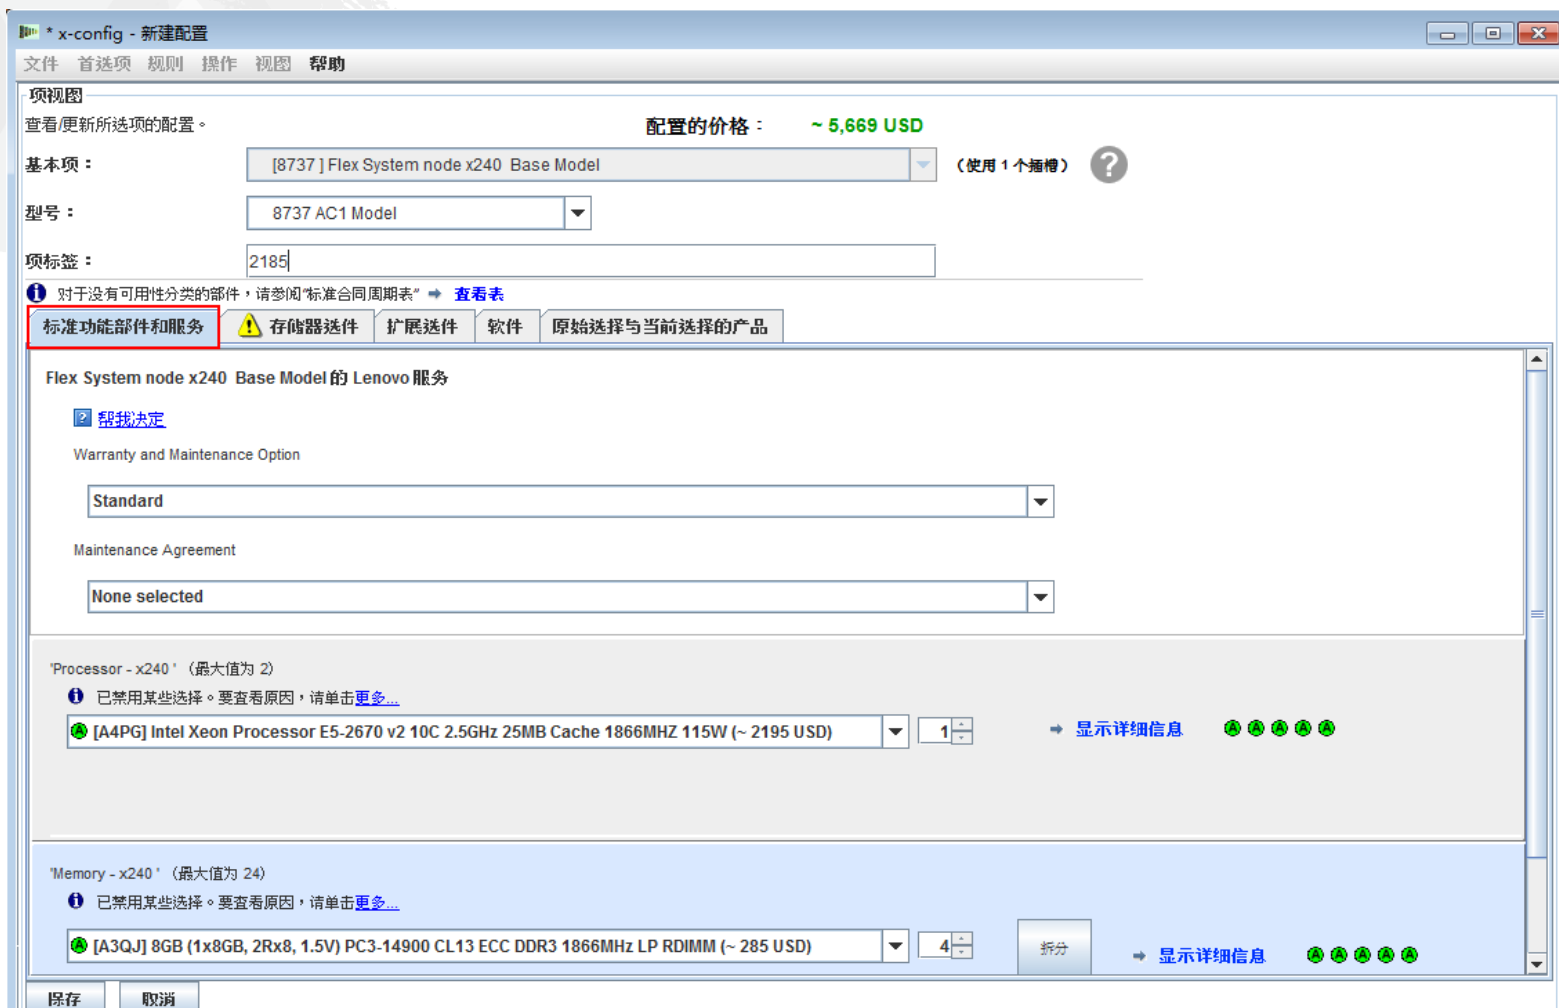 * x-config - 新建配置
文件 首选项 规则 操作 视图 帮助
项视图
查看/更新所选项的配置。 配置的价格： ~ 5,669 USD
基本项： [8737 ] Flex System node x240 Base Model （使用 1 个插槽） ?
型号： 8737 AC1 Model
项标签： 2185
对于没有可用性分类的部件，请参阅“标准合同周期表” 查看表
标准功能部件和服务 存储器选件 扩展选件 软件 原始选择与当前选择的产品
Flex System node x240 Base Model 的 Lenovo 服务
? 帮我决定
Warranty and Maintenance Option
Standard
Maintenance Agreement
None selected
'Processor - x240 ' （最大值为 2）
已禁用某些选择。要查看原因，请单击更多...
A [A4PG] Intel Xeon Processor E5-2670 v2 10C 2.5GHz 25MB Cache 1866MHZ 115W (~ 2195 USD) 1 显示详细信息 A A A A A
'Memory - x240 ' （最大值为 24）
已禁用某些选择。要查看原因，请单击更多...
A [A3QJ] 8GB (1x8GB, 2Rx8, 1.5V) PC3-14900 CL13 ECC DDR3 1866MHz LP RDIMM (~ 285 USD) 4 拆分 显示详细信息 A A A A A
保存 取消